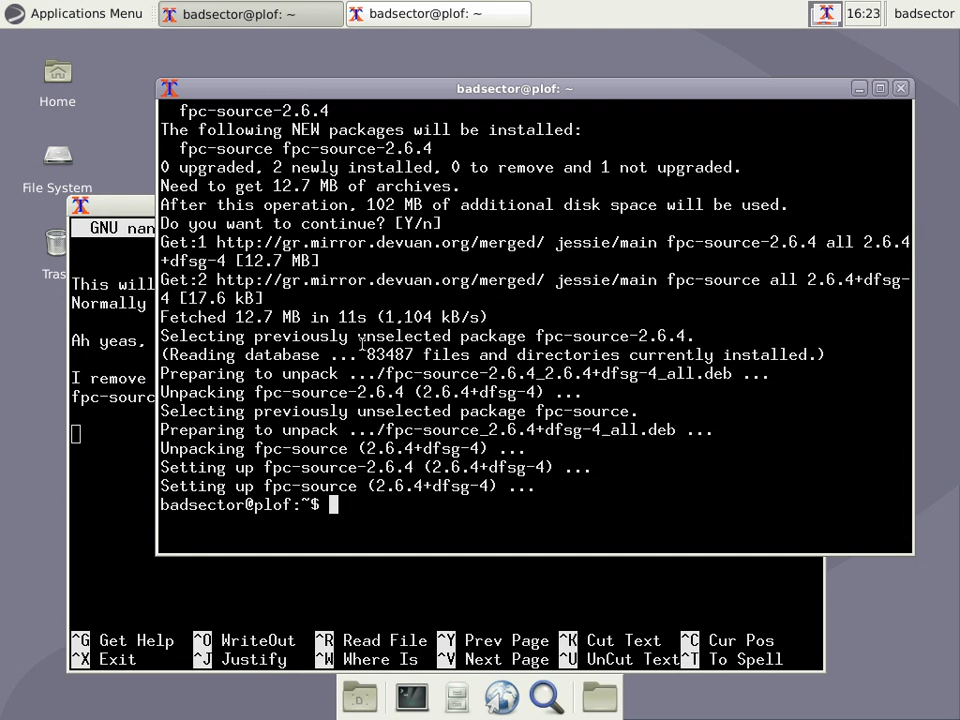 Applications Menu
badsector@plof: ~
badsector@plof: ~
16:23
badsector
Home
File System
Tras
badsector@plof: ~
fpc-source-2.6.4
The following NEW packages will be installed:
fpc-source fpc-source-2.6.4
0 upgraded, 2 newly installed, 0 to remove and 1 not upgraded.
Need to get 12.7 MB of archives.
After this operation, 102 MB of additional disk space will be used.
Do you want to continue? [Y/n]
Get:1 http://gr.mirror.devuan.org/merged/ jessie/main fpc-source-2.6.4 all 2.6.4
+dfsg-4 [12.7 MB]
Get:2 http://gr.mirror.devuan.org/merged/ jessie/main fpc-source all 2.6.4+dfsg-
4 [17.6 kB]
Fetched 12.7 MB in 11s (1,104 kB/s)
Selecting previously unselected package fpc-source-2.6.4.
(Reading database ... 83487 files and directories currently installed.)
Preparing to unpack .../fpc-source-2.6.4_2.6.4+dfsg-4_all.deb ...
Unpacking fpc-source-2.6.4 (2.6.4+dfsg-4) ...
Selecting previously unselected package fpc-source.
Preparing to unpack .../fpc-source_2.6.4+dfsg-4_all.deb ...
Unpacking fpc-source (2.6.4+dfsg-4) ...
Setting up fpc-source-2.6.4 (2.6.4+dfsg-4) ...
Setting up fpc-source (2.6.4+dfsg-4) ...
badsector@plof:~$
GNU nan
This will
Normally
Ah yeas,
I remove
fpc-sourc
^G Get Help ^O WriteOut ^R Read File ^Y Prev Page ^K Cut Text ^C Cur Pos
^X Exit ^J Justify ^W Where Is ^V Next Page ^U UnCut Text ^T To Spell